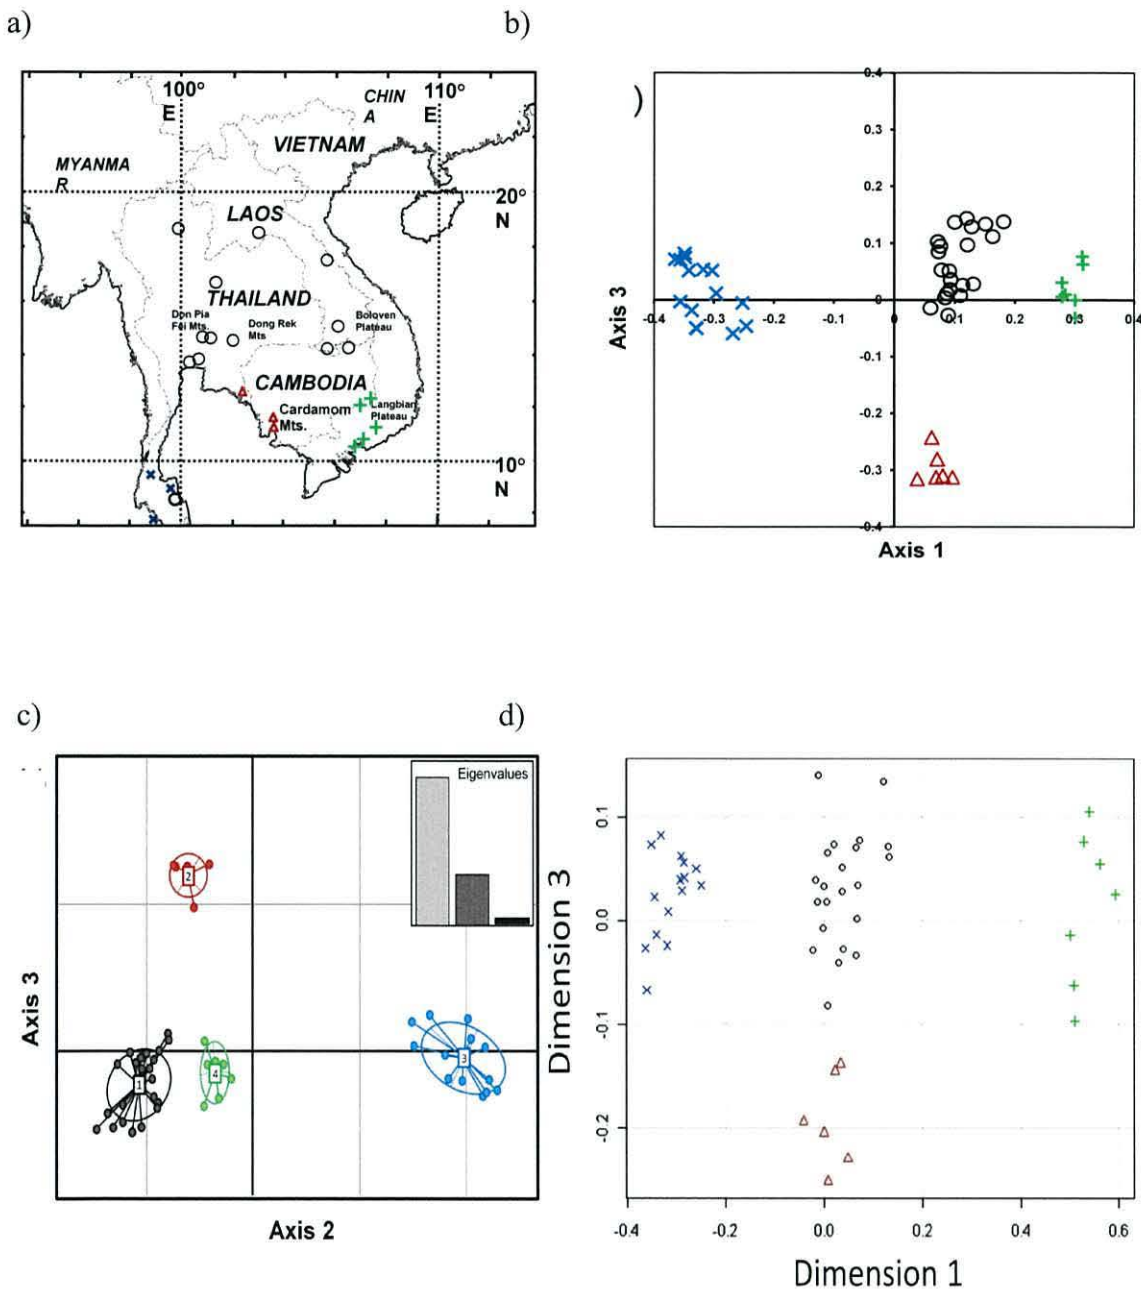 a)
b)
100°
E
110°
E
CHIN
A
VIETNAM
MYANMA
R
20°
N
LAOS
THAILAND
Don Pia
Fei Mts.
Dong Rek
Mts
Boloven
Plateau
CAMBODIA
Cardamom
Mts.
Langbian
Plateau
10°
N
)
0.4
0.3
0.2
0.1
0
-0.4
-0.3
-0.2
-0.1
0
0.1
0.2
0.3
0.4
-0.1
-0.2
-0.3
-0.4
Axis 3
Axis 1
c)
d)
Eigenvalues
2
1
4
3
Axis 3
Axis 2
0.1
0.0
-0.1
-0.2
-0.4
-0.2
0.0
0.2
0.4
0.6
Dimension 3
Dimension 1